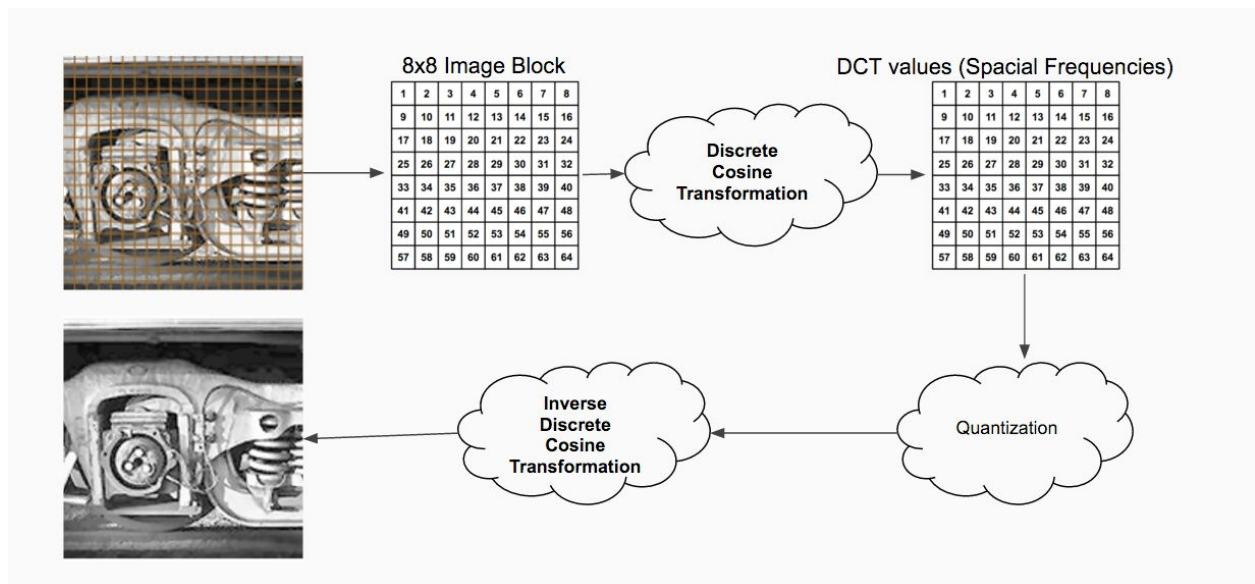 8x8 Image Block
DCT values (Spacial Frequencies)
1 2 3 4 5 6 7 8
9 10 11 12 13 14 15 16
17 18 19 20 21 22 23 24
25 26 27 28 29 30 31 32
33 34 35 36 37 38 39 40
41 42 43 44 45 46 47 48
49 50 51 52 53 54 55 56
57 58 59 60 61 62 63 64
Discrete
Cosine
Transformation
1 2 3 4 5 6 7 8
9 10 11 12 13 14 15 16
17 18 19 20 21 22 23 24
25 26 27 28 29 30 31 32
33 34 35 36 37 38 39 40
41 42 43 44 45 46 47 48
49 50 51 52 53 54 55 56
57 58 59 60 61 62 63 64
Inverse
Discrete
Cosine
Transformation
Quantization